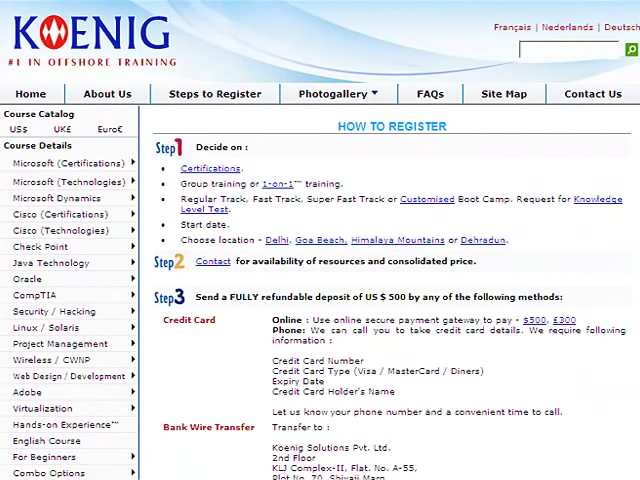 KOENIG
#1 IN OFFSHORE TRAINING
Français | Nederlands | Deutsch
Home About Us Steps to Register Photogallery FAQs Site Map Contact Us
Course Catalog
US$ UK£ Euro€
Course Details
Microsoft (Certifications)
Microsoft (Technologies)
Microsoft Dynamics
Cisco (Certifications)
Cisco (Technologies)
Check Point
Java Technology
Oracle
CompTIA
Security / Hacking
Linux / Solaris
Project Management
Wireless / CWNP
Web Design / Development
Adobe
Virtualization
Hands-on Experience™
English Course
For Beginners
Combo Options
HOW TO REGISTER
Step1 Decide on :
• Certifications.
• Group training or 1-on-1™ training.
• Regular Track, Fast Track, Super Fast Track or Customised Boot Camp. Request for Knowledge
Level Test.
• Start date.
• Choose location - Delhi, Goa Beach, Himalaya Mountains or Dehradun.
Step2 Contact for availability of resources and consolidated price.
Step3 Send a FULLY refundable deposit of US $ 500 by any of the following methods:
Credit Card Online : Use online secure payment gateway to pay - $500, £300
Phone: We can call you to take credit card details. We require following
information :
Credit Card Number
Credit Card Type (Visa / MasterCard / Diners)
Expiry Date
Credit Card Holder's Name
Let us know your phone number and a convenient time to call.
Bank Wire Transfer Transfer to :
Koenig Solutions Pvt. Ltd.
2nd Floor
KLJ Complex-II, Flat. No. A-55,
Plot No. 70, Shivaji Marg